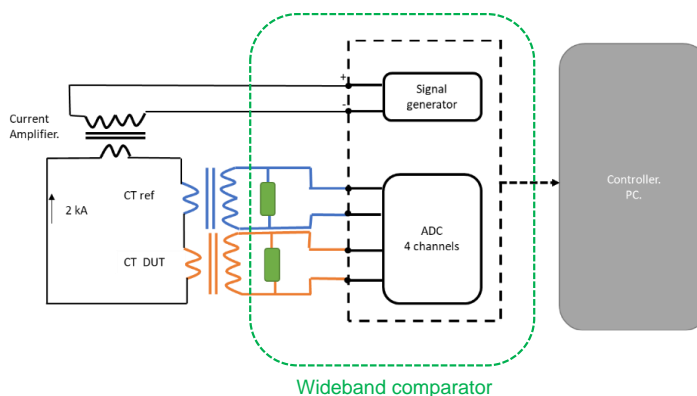 +
Signal
generator
-
Current
Amplifier.
2 kA
CT ref
CT DUT
ADC
4 channels
Controller.
PC.
Wideband comparator